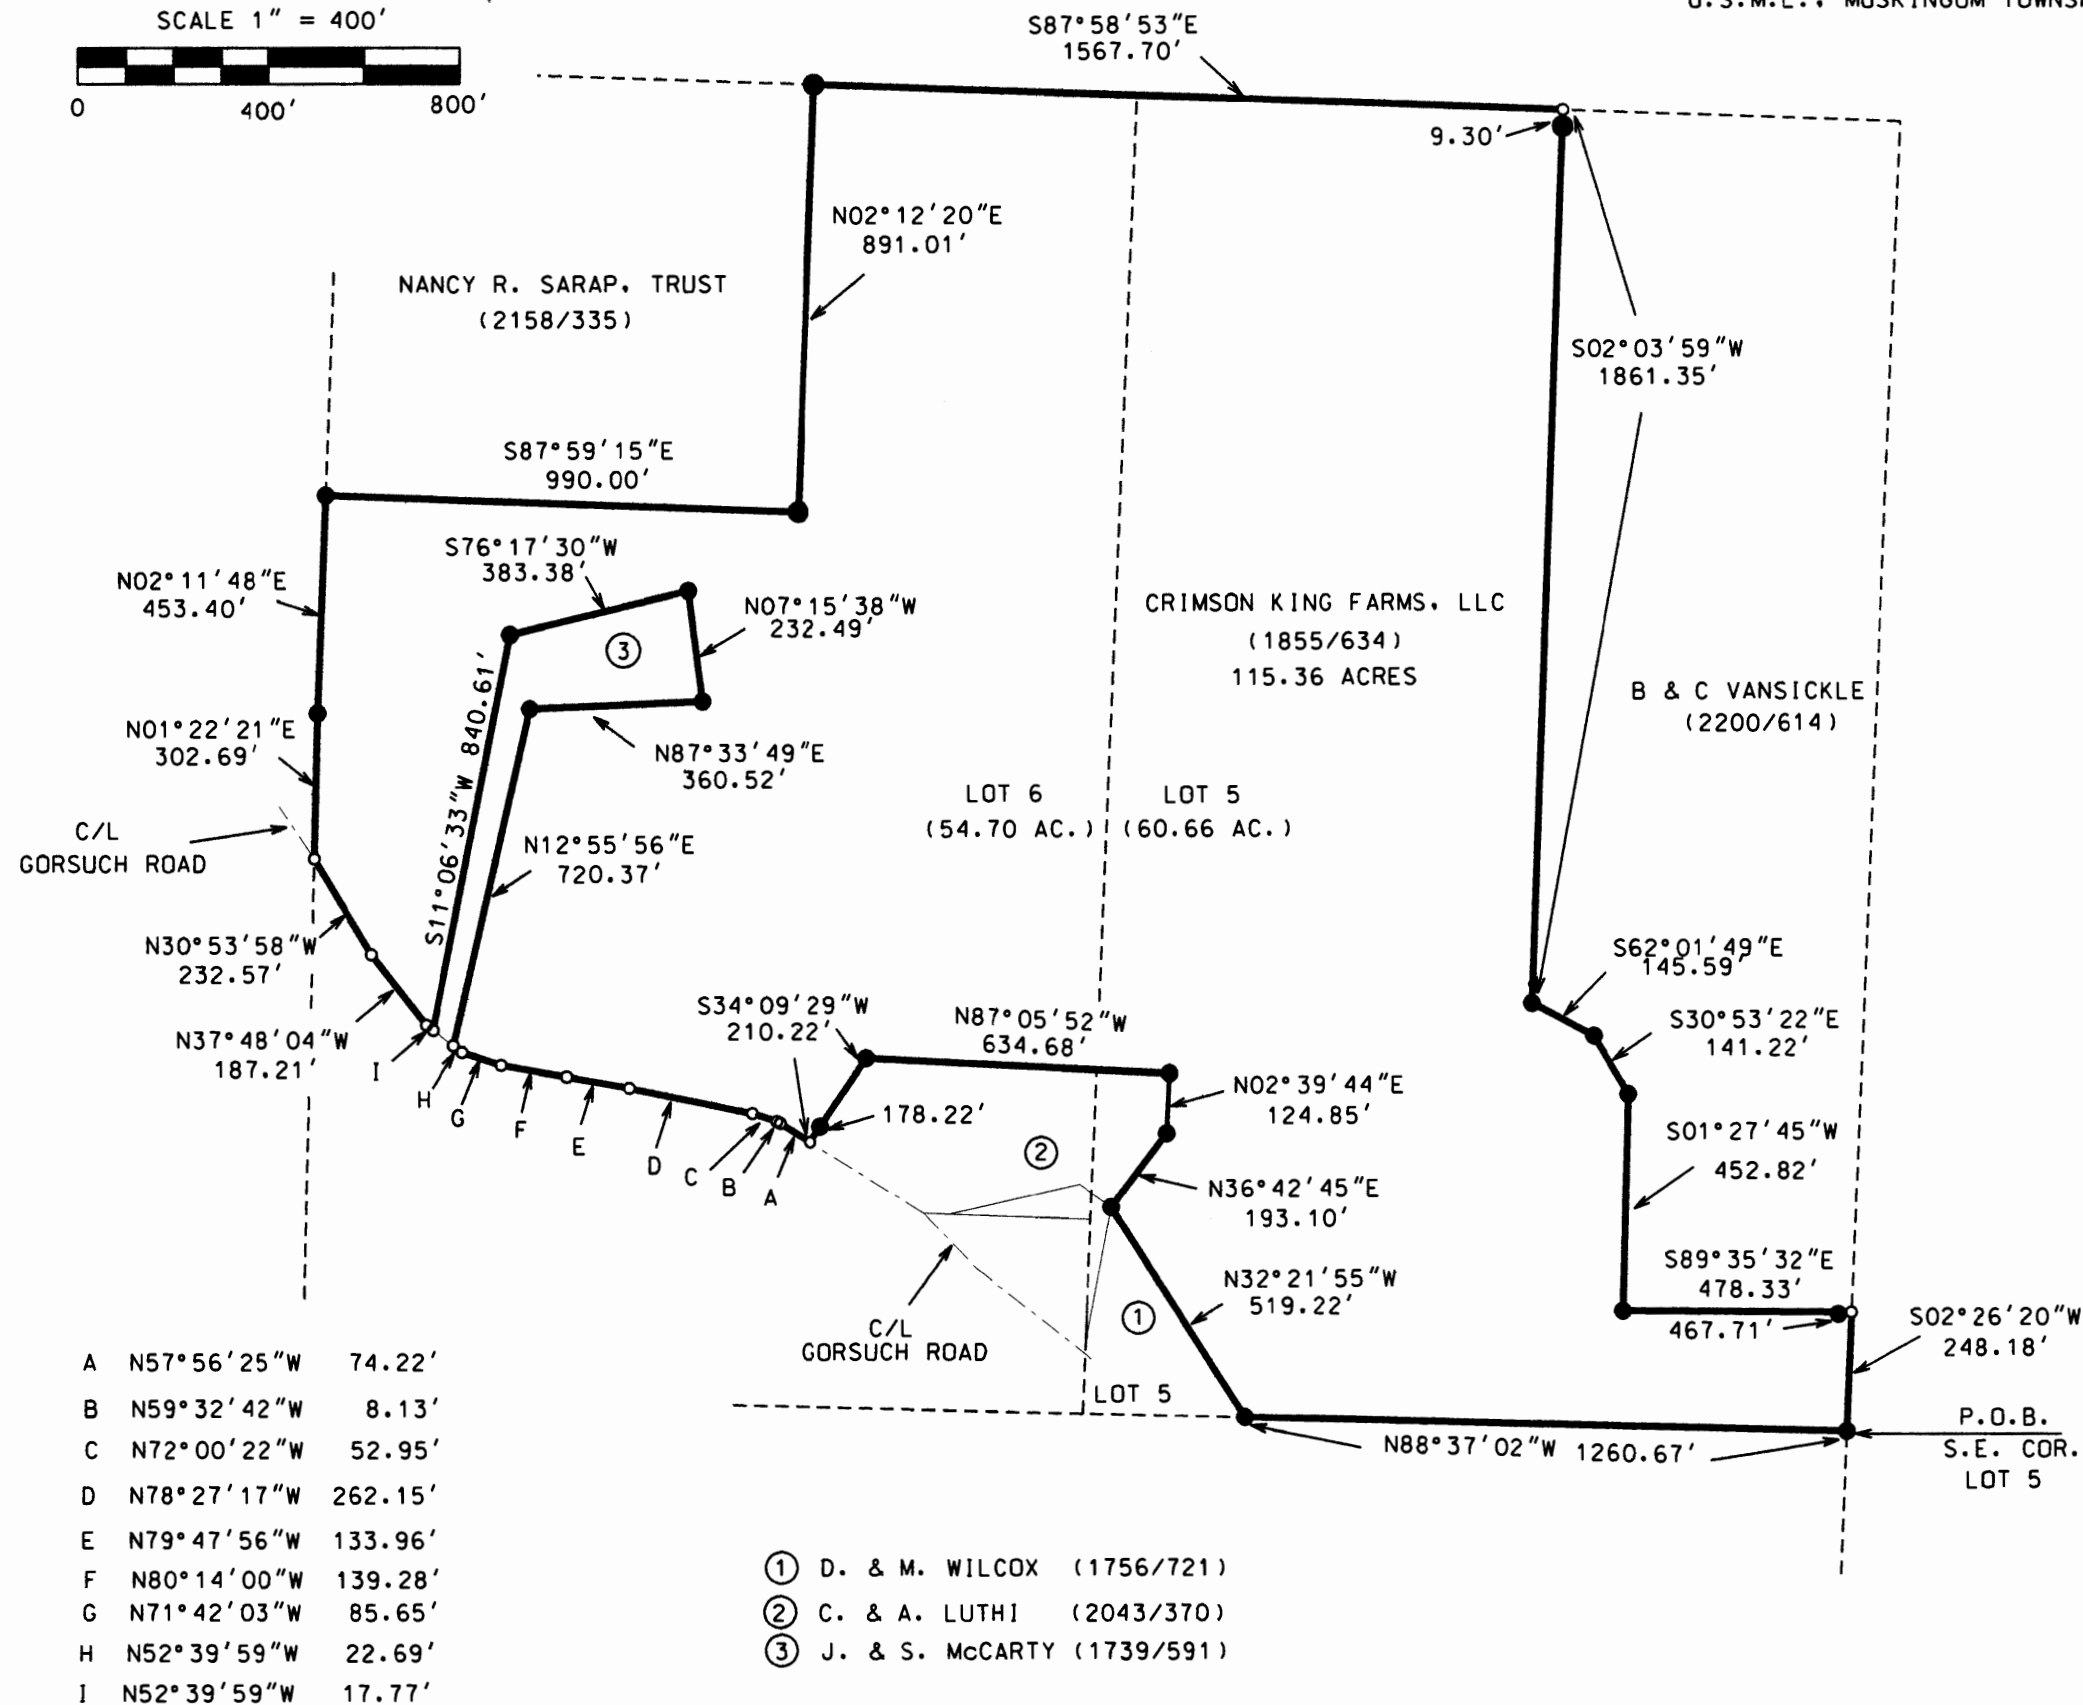 SCALE 1" = 400'
0 400' 800'
S87°58'53"E
1567.70'
9.30'
N02°12'20"E
891.01'
NANCY R. SARAP. TRUST
(2158/335)
S02°03'59"W
1861.35'
S87°59'15"E
990.00'
S76°17'30"W
383.38'
N02°11'48"E
453.40'
N07°15'38"W
232.49'
3
CRIMSON KING FARMS, LLC
(1855/634)
115.36 ACRES
B & C VANSICKLE
(2200/614)
S11°06'33"W 840.61'
N01°22'21"E
302.69'
N87°33'49"E
360.52'
LOT 6
(54.70 AC.)
LOT 5
(60.66 AC.)
C/L
GORSUCH ROAD
N12°55'56"E
720.37'
N30°53'58"W
232.57'
S62°01'49"E
145.59'
S34°09'29"W
210.22'
N87°05'52"W
634.68'
S30°53'22"E
141.22'
N37°48'04"W
187.21'
I
H
G
F
E
D
C
B
A
178.22'
N02°39'44"E
124.85'
2
S01°27'45"W
452.82'
N36°42'45"E
193.10'
S89°35'32"E
478.33'
467.71'
N32°21'55"W
519.22'
1
S02°26'20"W
248.18'
C/L
GORSUCH ROAD
LOT 5
N88°37'02"W 1260.67'
P.O.B.
S.E. COR.
LOT 5
A N57°56'25"W 74.22'
B N59°32'42"W 8.13'
C N72°00'22"W 52.95'
D N78°27'17"W 262.15'
E N79°47'56"W 133.96'
F N80°14'00"W 139.28'
G N71°42'03"W 85.65'
H N52°39'59"W 22.69'
I N52°39'59"W 17.77'
1 D. & M. WILCOX (1756/721)
2 C. & A. LUTHI (2043/370)
3 J. & S. McCARTY (1739/591)